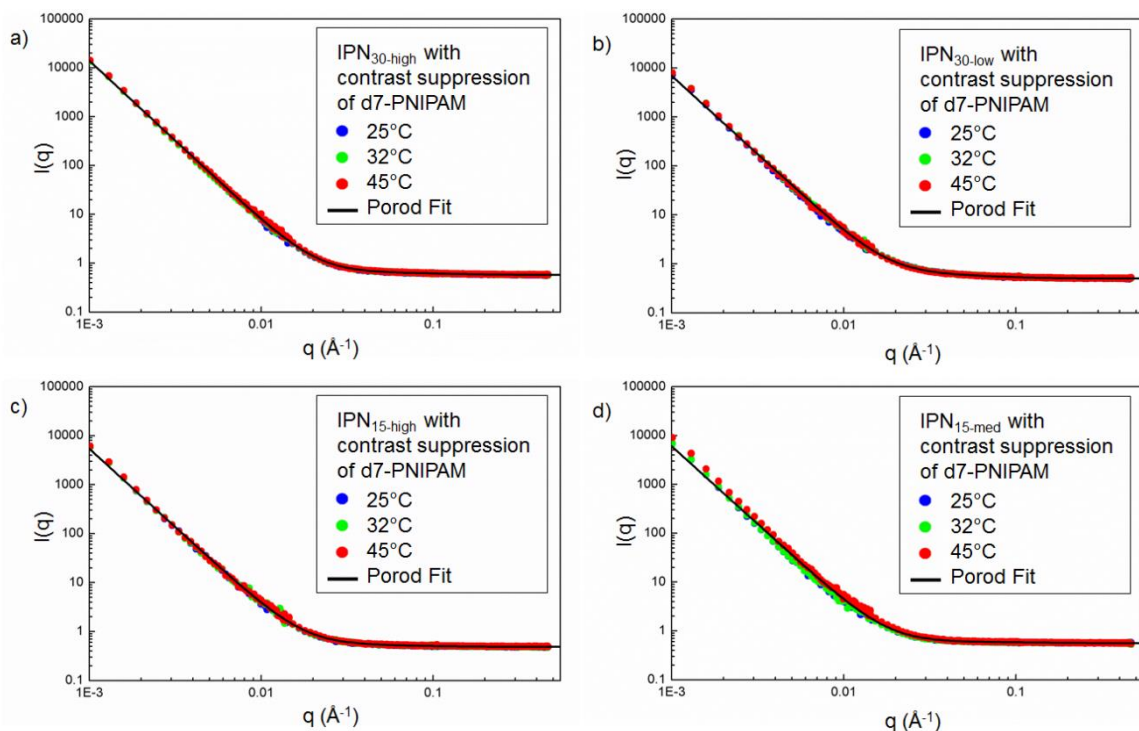 a)
100000
10000
1000
100
10
1
0.1
I(q)
1E-3
0.01
0.1
q (Å⁻¹)
IPN30-high with
contrast suppression
of d7-PNIPAM
25°C
32°C
45°C
Porod Fit
b)
100000
10000
1000
100
10
1
0.1
I(q)
1E-3
0.01
0.1
q (Å⁻¹)
IPN30-low with
contrast suppression
of d7-PNIPAM
25°C
32°C
45°C
Porod Fit
c)
100000
10000
1000
100
10
1
0.1
I(q)
1E-3
0.01
0.1
q (Å⁻¹)
IPN15-high with
contrast suppression
of d7-PNIPAM
25°C
32°C
45°C
Porod Fit
d)
100000
10000
1000
100
10
1
0.1
I(q)
1E-3
0.01
0.1
q (Å⁻¹)
IPN15-med with
contrast suppression
of d7-PNIPAM
25°C
32°C
45°C
Porod Fit